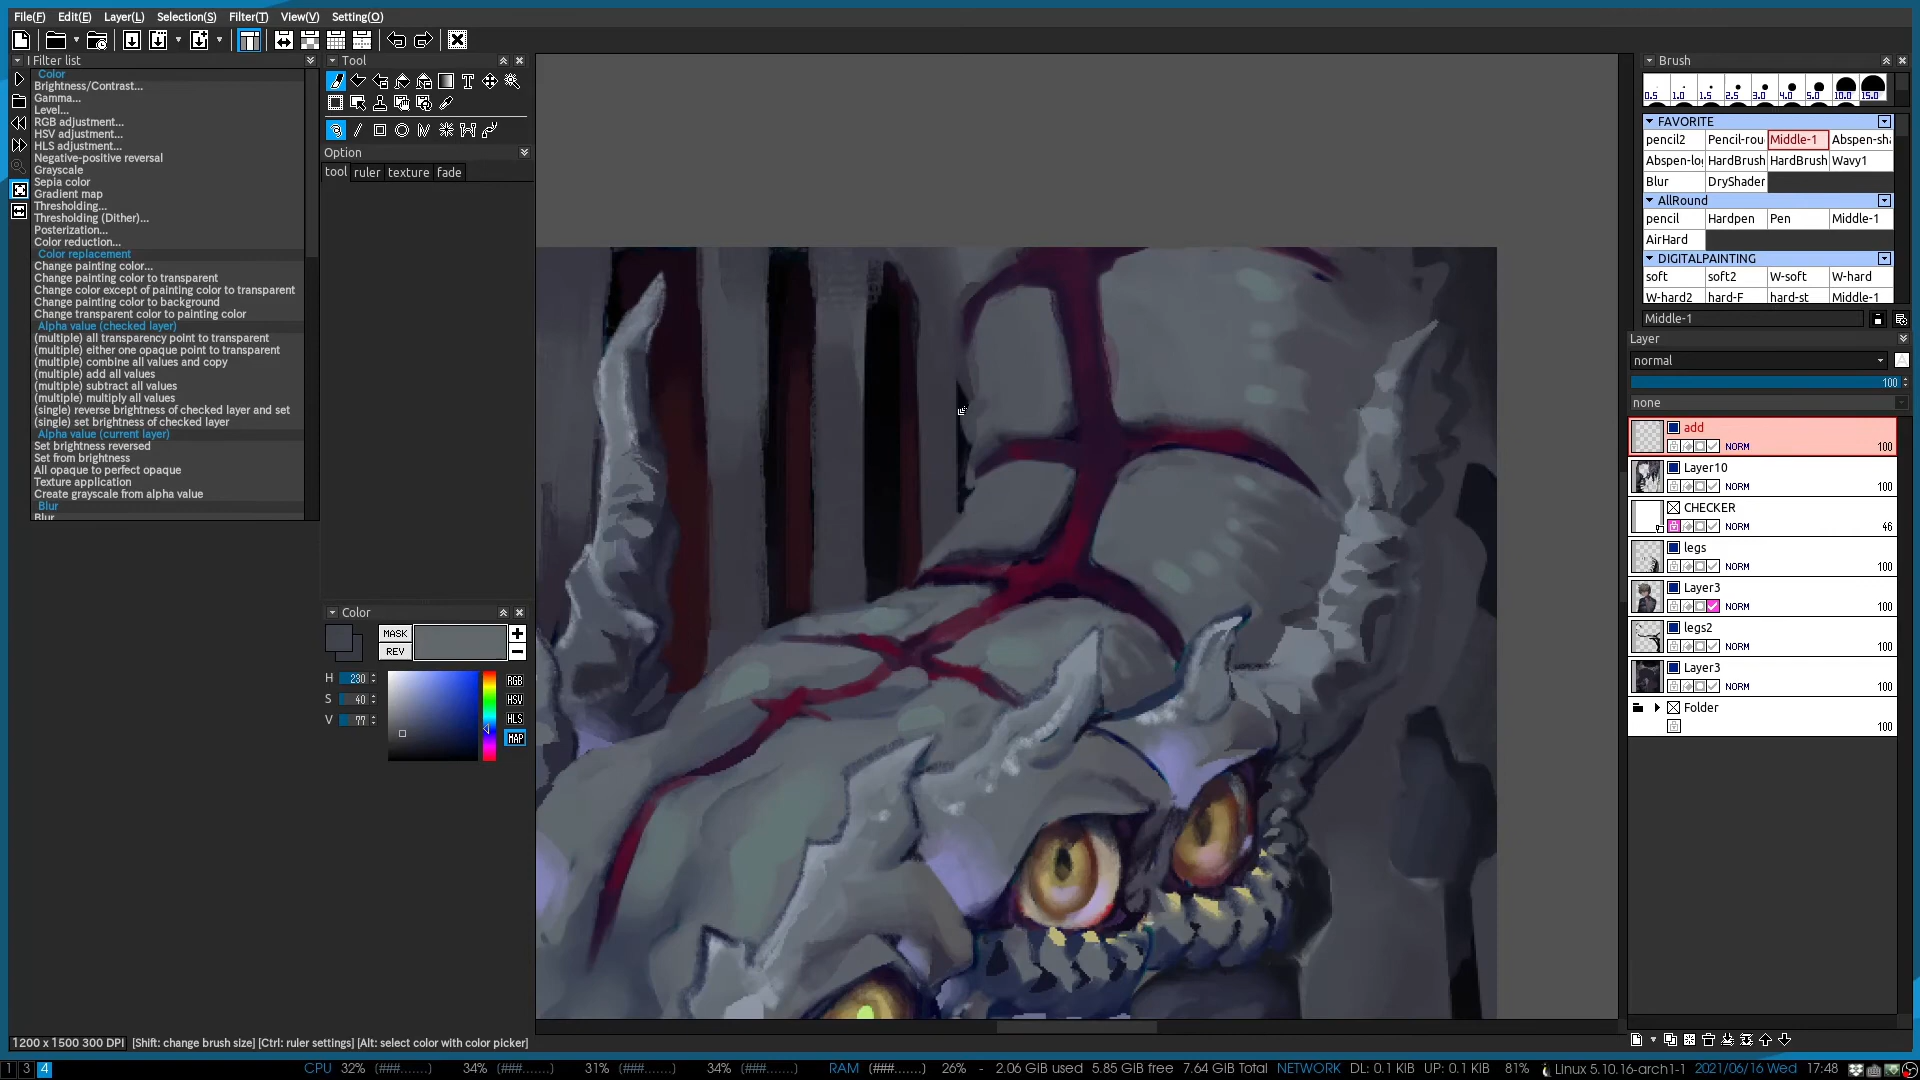 File(F) Edit(E) Layer(L) Selection(S) Filter(T) View(V) Setting(O)
Filter list
Color
Brightness/Contrast...
Gamma...
Level...
RGB adjustment...
HSV adjustment...
HLS adjustment...
Negative-positive reversal
Grayscale
Sepia color
Gradient map
Thresholding...
Thresholding (Dither)...
Posterization...
Color reduction...
Color replacement
Change painting color...
Change painting color to transparent
Change color except of painting color to transparent
Change painting color to background
Change transparent color to painting color
Alpha value (checked layer)
(multiple) all transparency point to transparent
(multiple) either one opaque point to transparent
(multiple) combine all values and copy
(multiple) add all values
(multiple) subtract all values
(multiple) multiply all values
(single) reverse brightness of checked layer and set
(single) set brightness of checked layer
Alpha value (current layer)
Set brightness reversed
Set from brightness
All opaque to perfect opaque
Texture application
Create grayscale from alpha value
Blur
Blur
Tool
Option
tool ruler texture fade
Color
MASK
REV
H 230
S 40
V 77
RGB
HSV
HLS
MAP
Brush
0.5 1.0 1.5 2.5 3.0 4.0 5.0 10.0 15.0
FAVORITE
pencil2 Pencil-rou Middle-1 Abspen-sh
Abspen-lo HardBrush HardBrush Wavy1
Blur DryShader
AllRound
pencil Hardpen Pen Middle-1
AirHard
DIGITALPAINTING
soft soft2 W-soft W-hard
W-hard2 hard-F hard-st Middle-1
Middle-1
Layer
normal
100
none
add
NORM 100
Layer10
NORM 100
CHECKER
NORM 46
legs
NORM 100
Layer3
NORM 100
legs2
NORM 100
Layer3
NORM 100
Folder
100
1200 x 1500 300 DPI [Shift: change brush size] [Ctrl: ruler settings] [Alt: select color with color picker]
1 3 4 CPU 32% (###.......) 34% (###.......) 31% (###.......) 34% (###.......) RAM (###.......) 26% - 2.06 GIB used 5.85 GIB free 7.64 GIB Total NETWORK DL: 0.1 KIB UP: 0.1 KIB 81% Linux 5.10.16-arch1-1 2021/06/16 Wed 17:48